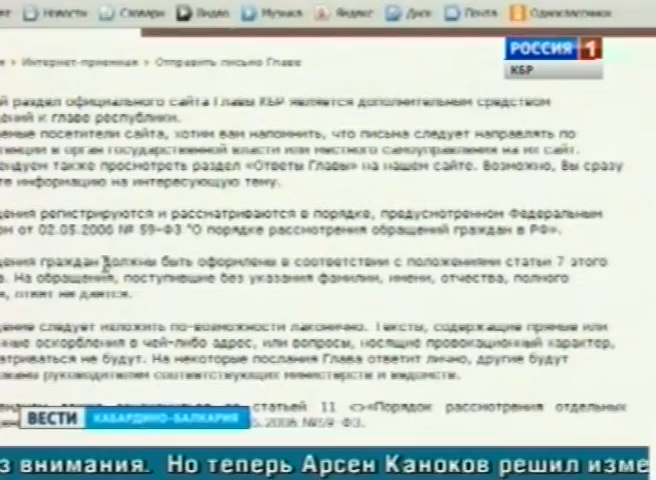 Новости Словари Видео Музыка Яндекс Диск Почта Одноклассники
РОССИЯ 1
КБР
Интернет-приемная › Отправить письмо Главе
й раздел официального сайта Главы КБР является дополнительным средством
ений к главе республики.
емые посетители сайта, хотим вам напомнить, что письма следует направлять по
тенции в орган государственной власти или местного самоуправления на их сайт.
ендуем также просмотреть раздел «Ответы Главы» на нашем сайте. Возможно, Вы сразу
те информацию на интересующую тему.
щения регистрируются и рассматриваются в порядке, предусмотренном Федеральным
он от 02.05.2006 № 59-ФЗ "О порядке рассмотрения обращений граждан в РФ».
щения граждан должны быть оформлены в соответствии с положениями статьи 7 этого
а. На обращения, поступившие без указания фамилии, имени, отчества, полного
, ответ не дается.
щение следует изложить по-возможности лаконично. Тексты, содержащие прямые или
нные оскорбления в чей-либо адрес, или вопросы, носящие провокационный характер,
атриваться не будут. На некоторые послания Глава ответит лично, другие будут
руководителям соответствующих министерств и ведомств.
статьей 11 <>«Порядок рассмотрения отдельных
5.2006 №59-ФЗ.
ВЕСТИ КАБАРДИНО-БАЛКАРИЯ
з внимания. Но теперь Арсен Каноков решил изме